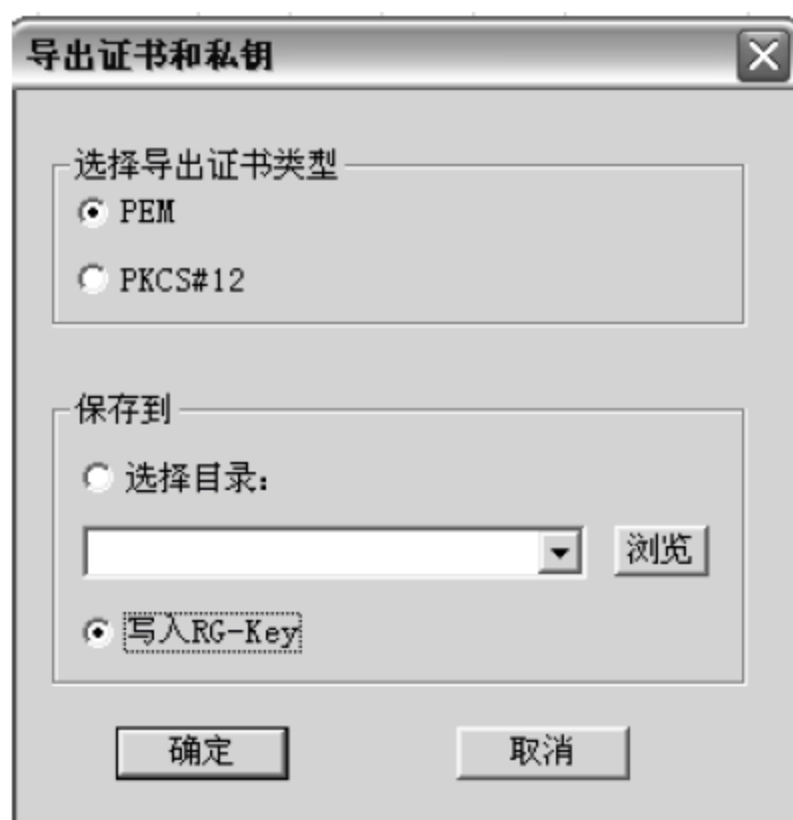 导出证书和私钥
选择导出证书类型
PEM
PKCS#12
保存到
选择目录：
浏览
写入RG-Key
确定 取消